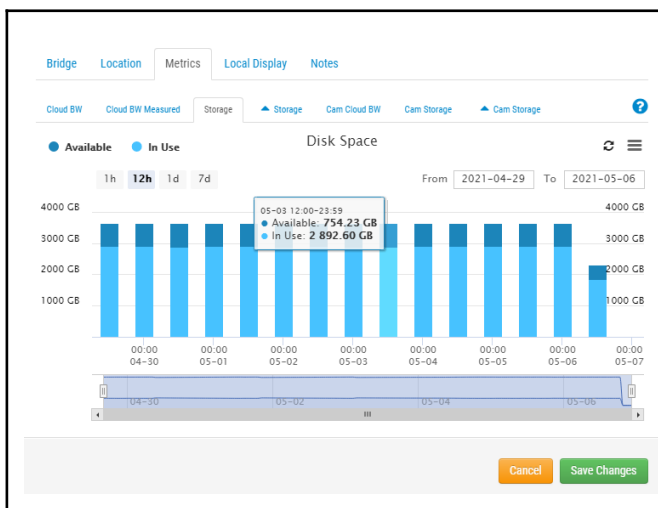 Bridge Location Metrics Local Display Notes
Cloud BW Cloud BW Measured Storage Storage Cam Cloud BW Cam Storage Cam Storage ?
Available In Use Disk Space
1h 12h 1d 7d From 2021-04-29 To 2021-05-06
4000 GB 4000 GB
05-03 12:00-23:59
Available: 754.23 GB
In Use: 2 892.60 GB
3000 GB 3000 GB
2000 GB 2000 GB
1000 GB 1000 GB
00:00 00:00 00:00 00:00 00:00 00:00 00:00 00:00
04-30 05-01 05-02 05-03 05-04 05-05 05-06 05-07
04-30 05-02 05-04 05-06
Cancel Save Changes